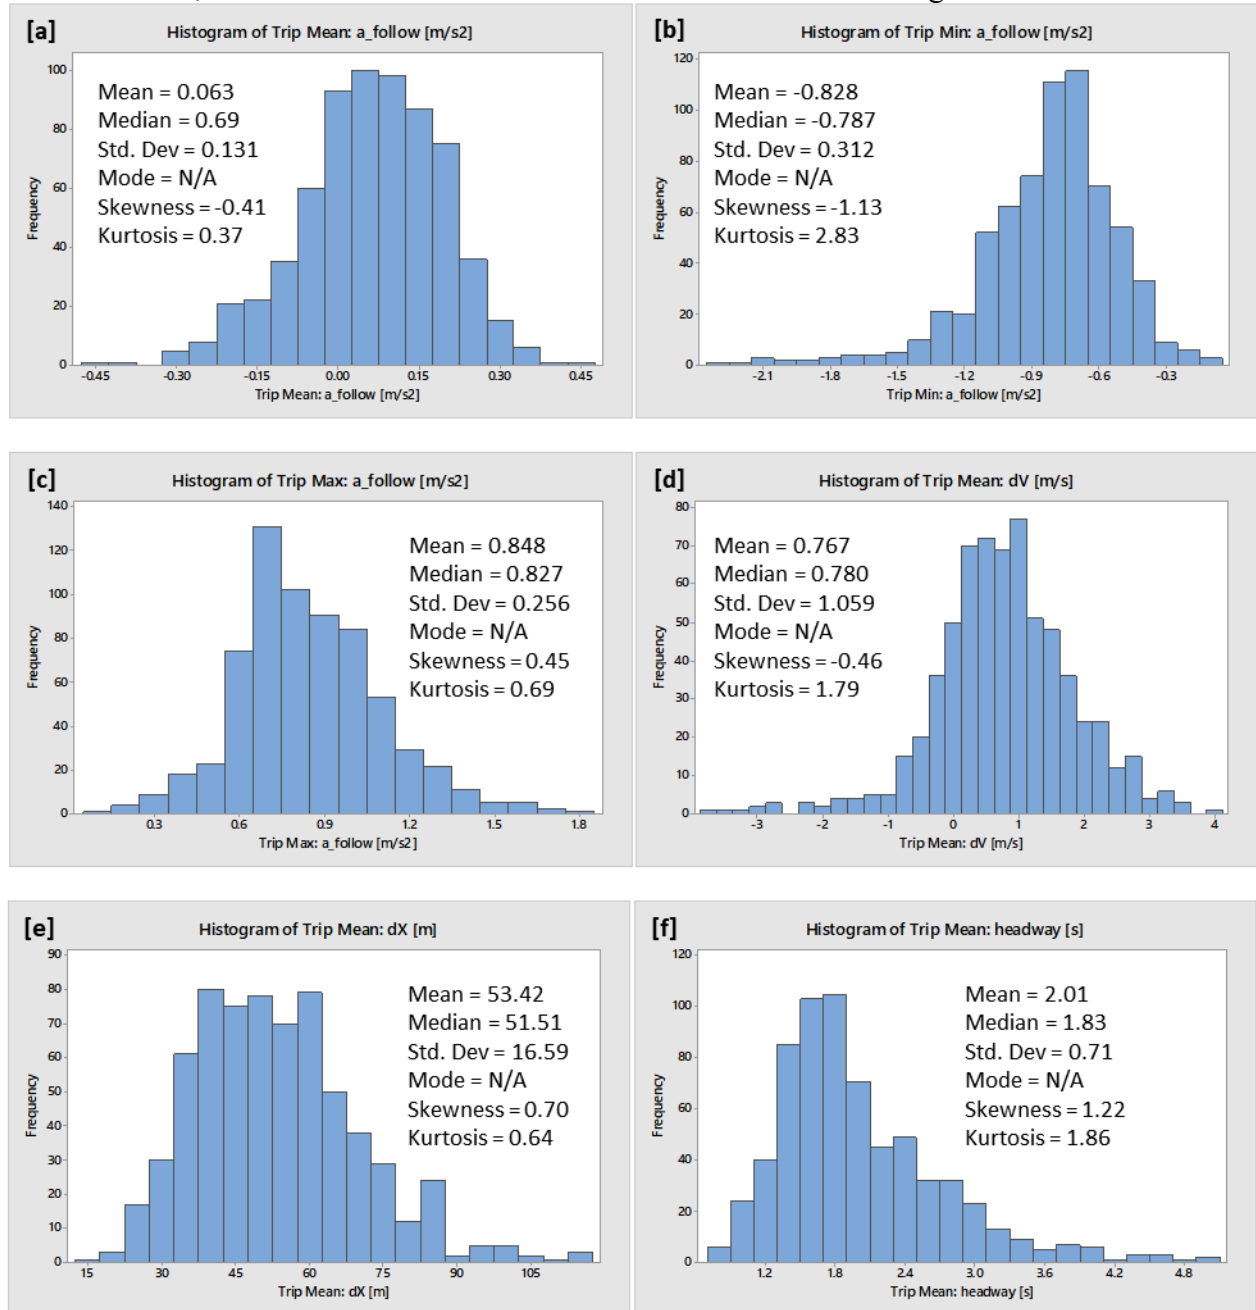 [a] Histogram of Trip Mean: a_follow [m/s2]
Mean = 0.063
Median = 0.69
Std. Dev = 0.131
Mode = N/A
Skewness = -0.41
Kurtosis = 0.37
Frequency
100
80
60
40
20
0
-0.45 -0.30 -0.15 0.00 0.15 0.30 0.45
Trip Mean: a_follow [m/s2]
[b] Histogram of Trip Min: a_follow [m/s2]
Mean = -0.828
Median = -0.787
Std. Dev = 0.312
Mode = N/A
Skewness = -1.13
Kurtosis = 2.83
Frequency
120
100
80
60
40
20
0
-2.1 -1.8 -1.5 -1.2 -0.9 -0.6 -0.3
Trip Min: a_follow [m/s2]
[c] Histogram of Trip Max: a_follow [m/s2]
Mean = 0.848
Median = 0.827
Std. Dev = 0.256
Mode = N/A
Skewness = 0.45
Kurtosis = 0.69
Frequency
140
120
100
80
60
40
20
0
0.3 0.6 0.9 1.2 1.5 1.8
Trip Max: a_follow [m/s2]
[d] Histogram of Trip Mean: dV [m/s]
Mean = 0.767
Median = 0.780
Std. Dev = 1.059
Mode = N/A
Skewness = -0.46
Kurtosis = 1.79
Frequency
80
70
60
50
40
30
20
10
0
-3 -2 -1 0 1 2 3 4
Trip Mean: dV [m/s]
[e] Histogram of Trip Mean: dX [m]
Mean = 53.42
Median = 51.51
Std. Dev = 16.59
Mode = N/A
Skewness = 0.70
Kurtosis = 0.64
Frequency
90
80
70
60
50
40
30
20
10
0
15 30 45 60 75 90 105
Trip Mean: dX [m]
[f] Histogram of Trip Mean: headway [s]
Mean = 2.01
Median = 1.83
Std. Dev = 0.71
Mode = N/A
Skewness = 1.22
Kurtosis = 1.86
Frequency
120
100
80
60
40
20
0
1.2 1.8 2.4 3.0 3.6 4.2 4.8
Trip Mean: headway [s]